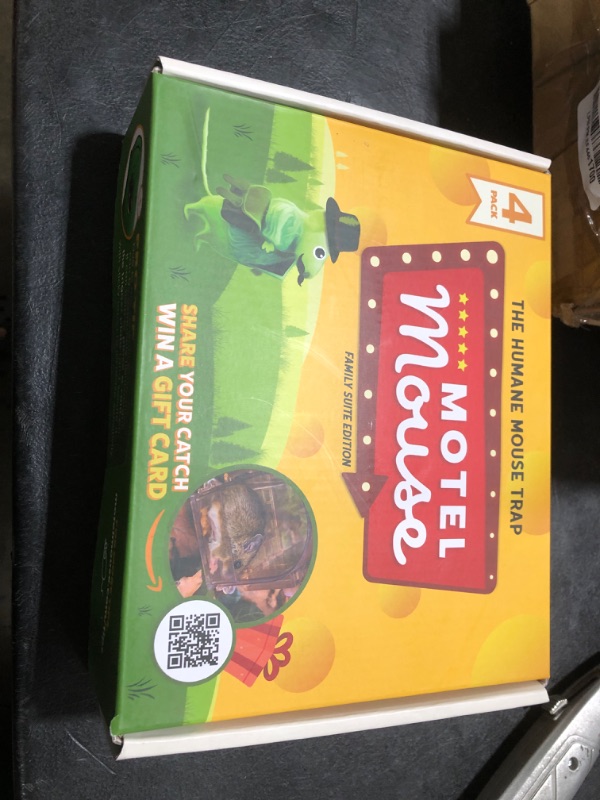 4
PACK
THE HUMANE MOUSE TRAP
MOTEL
Mouse
FAMILY SUITE EDITION
SHARE YOUR CATCH
WIN A GIFT CARD